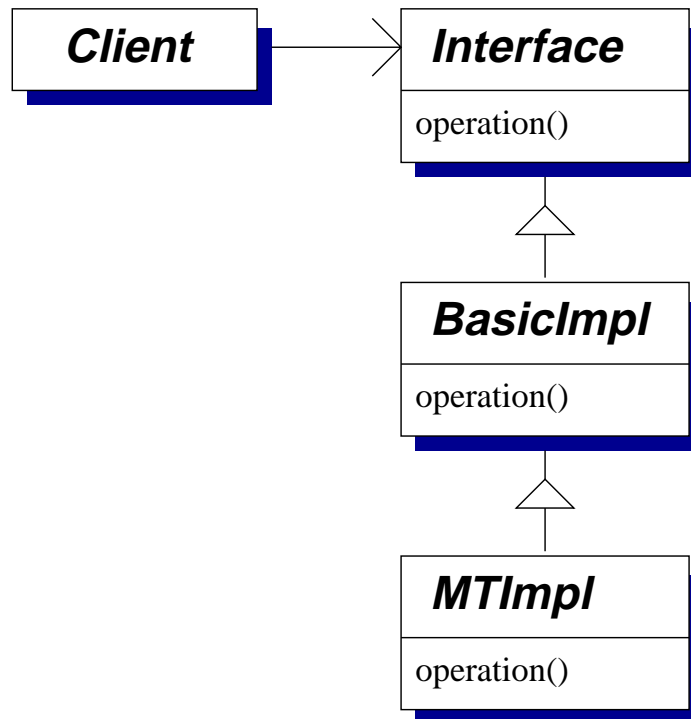 Client
Interface
operation()
BasicImpl
operation()
MTImpl
operation()